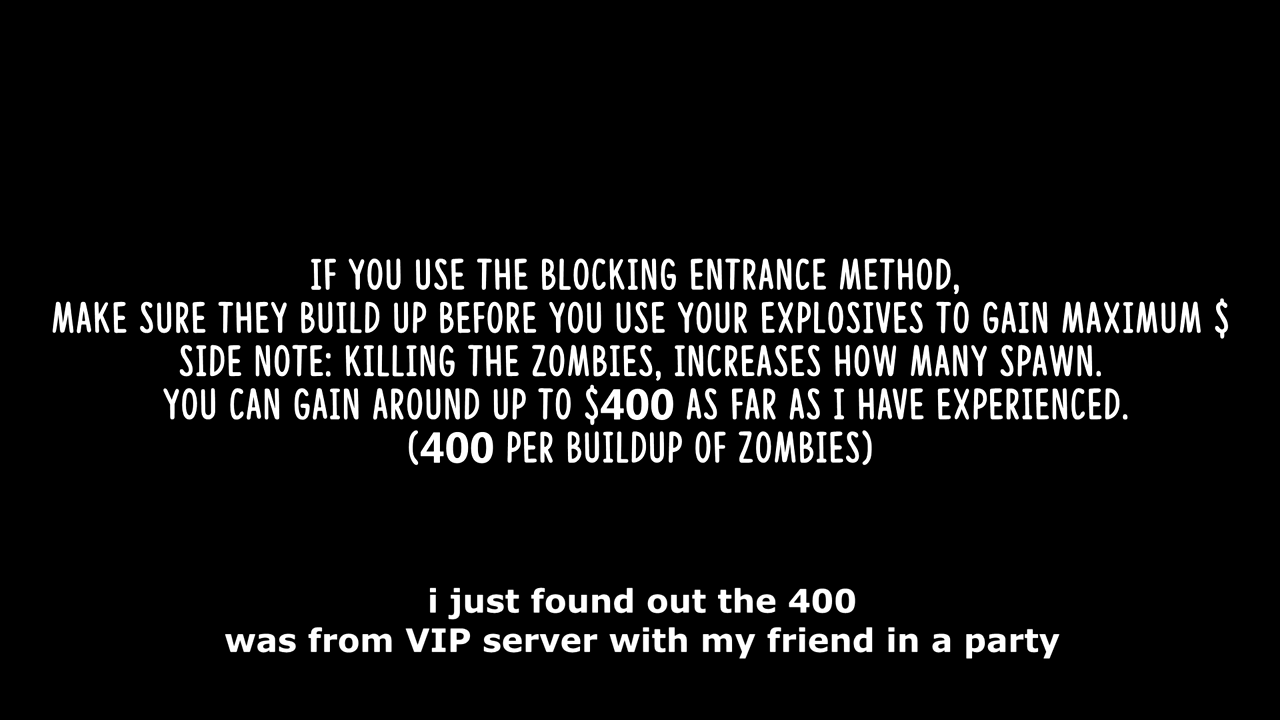 IF YOU USE THE BLOCKING ENTRANCE METHOD,
MAKE SURE THEY BUILD UP BEFORE YOU USE YOUR EXPLOSIVES TO GAIN MAXIMUM $
SIDE NOTE: KILLING THE ZOMBIES, INCREASES HOW MANY SPAWN.
YOU CAN GAIN AROUND UP TO $400 AS FAR AS I HAVE EXPERIENCED.
(400 PER BUILDUP OF ZOMBIES)
i just found out the 400
was from VIP server with my friend in a party